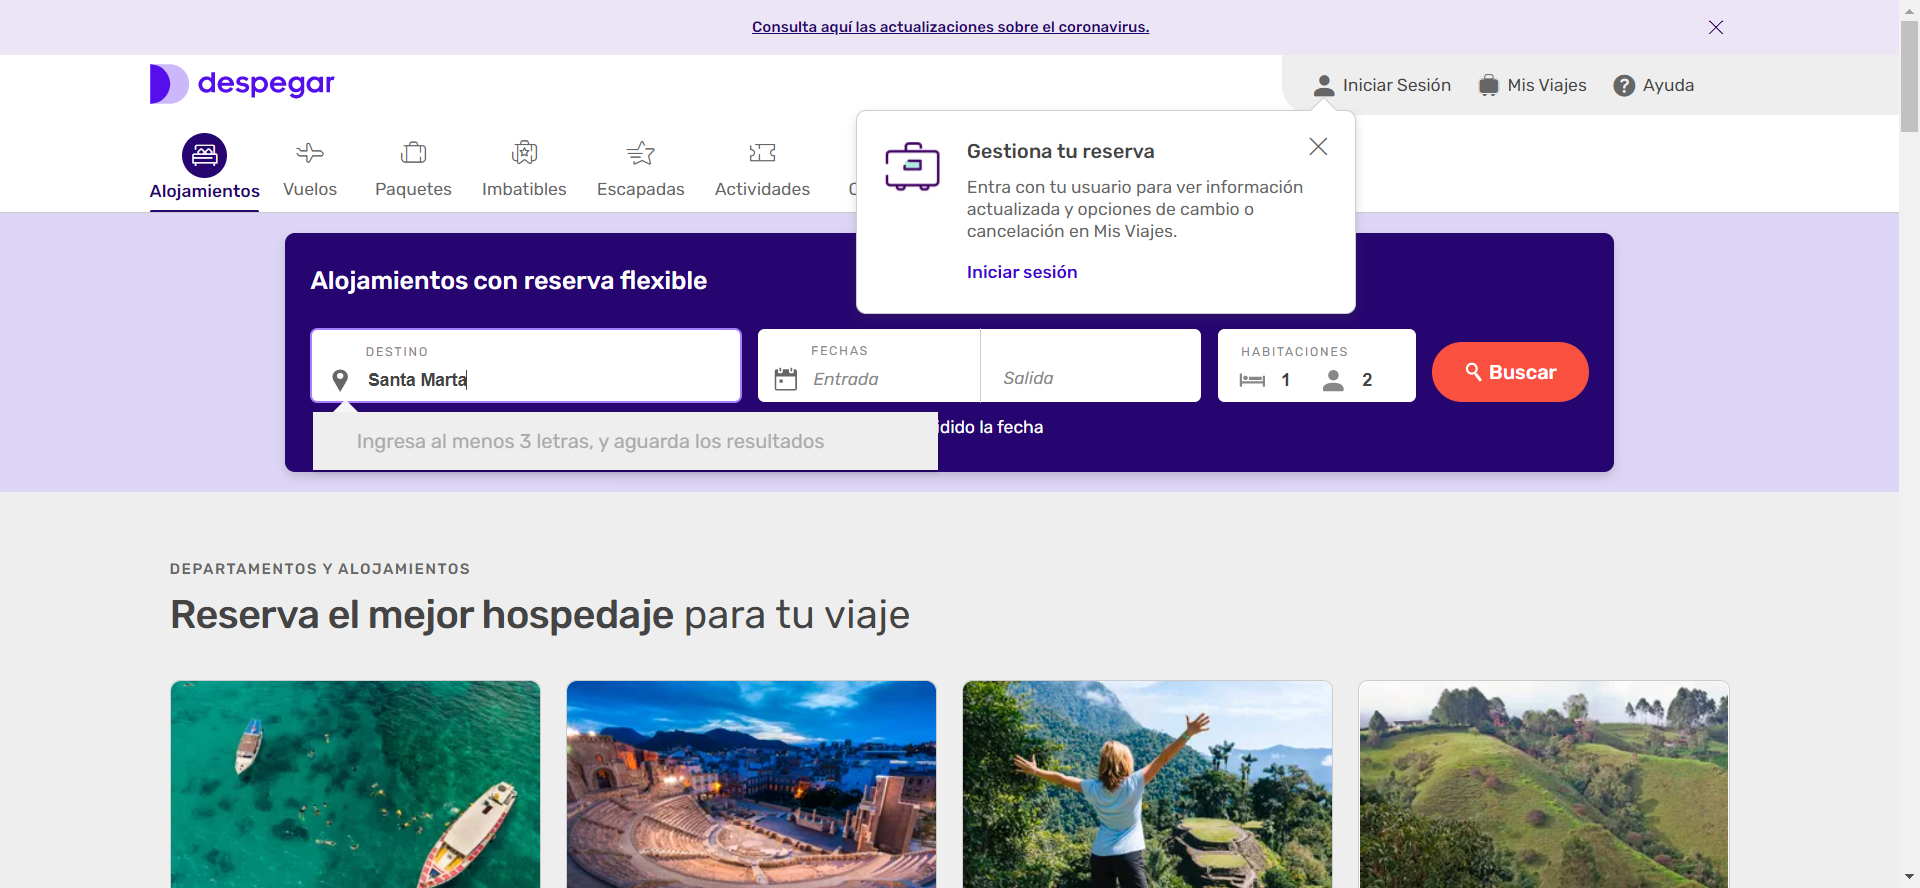 Consulta aquí las actualizaciones sobre el coronavirus.
despegar
Iniciar Sesión
Mis Viajes
Ayuda
Alojamientos
Vuelos
Paquetes
Imbatibles
Escapadas
Actividades
Gestiona tu reserva
Entra con tu usuario para ver información
actualizada y opciones de cambio o
cancelación en Mis Viajes.
Iniciar sesión
Alojamientos con reserva flexible
DESTINO
Santa Marta
FECHAS
Entrada
Salida
HABITACIONES
1
2
Buscar
Ingresa al menos 3 letras, y aguarda los resultados
la fecha
DEPARTAMENTOS Y ALOJAMIENTOS
Reserva el mejor hospedaje para tu viaje